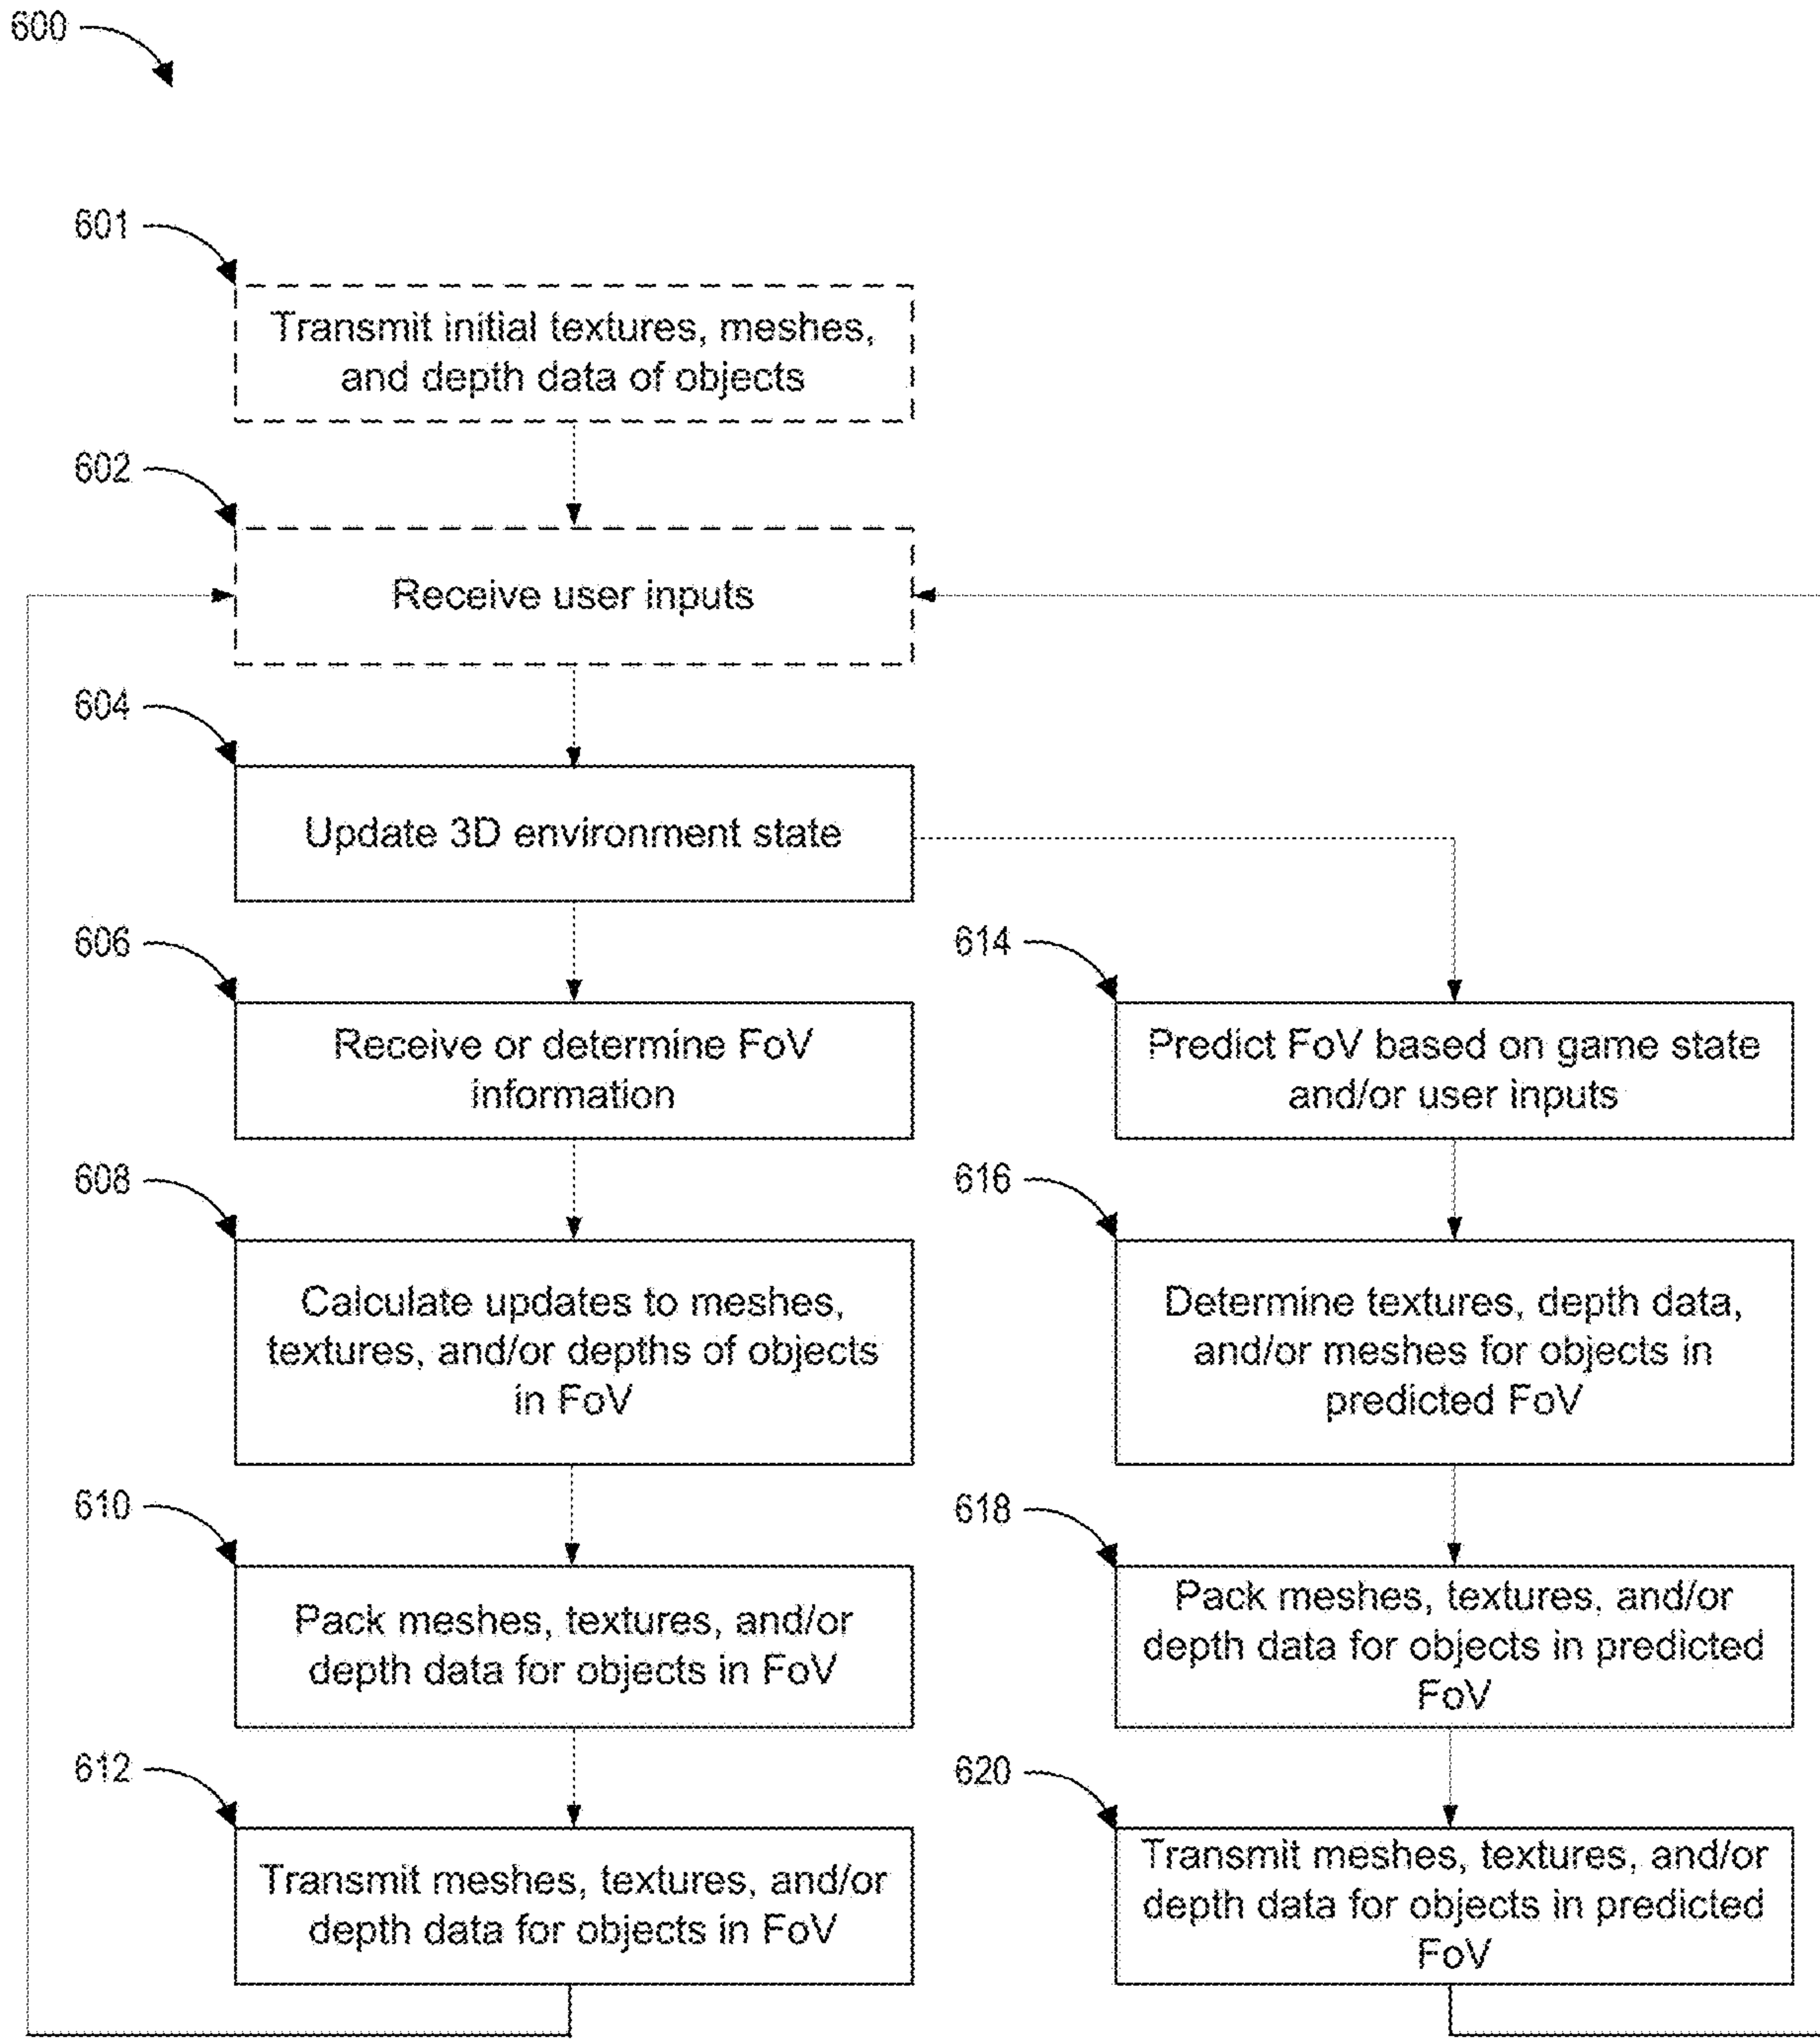 600
601
Transmit initial textures, meshes,
and depth data of objects
602
Receive user inputs
604
Update 3D environment state
606
Receive or determine FoV
information
608
Calculate updates to meshes,
textures, and/or depths of objects
in FoV
610
Pack meshes, textures, and/or
depth data for objects in FoV
612
Transmit meshes, textures, and/or
depth data for objects in FoV
614
Predict FoV based on game state
and/or user inputs
616
Determine textures, depth data,
and/or meshes for objects in
predicted FoV
618
Pack meshes, textures, and/or
depth data for objects in predicted
FoV
620
Transmit meshes, textures, and/or
depth data for objects in predicted
FoV